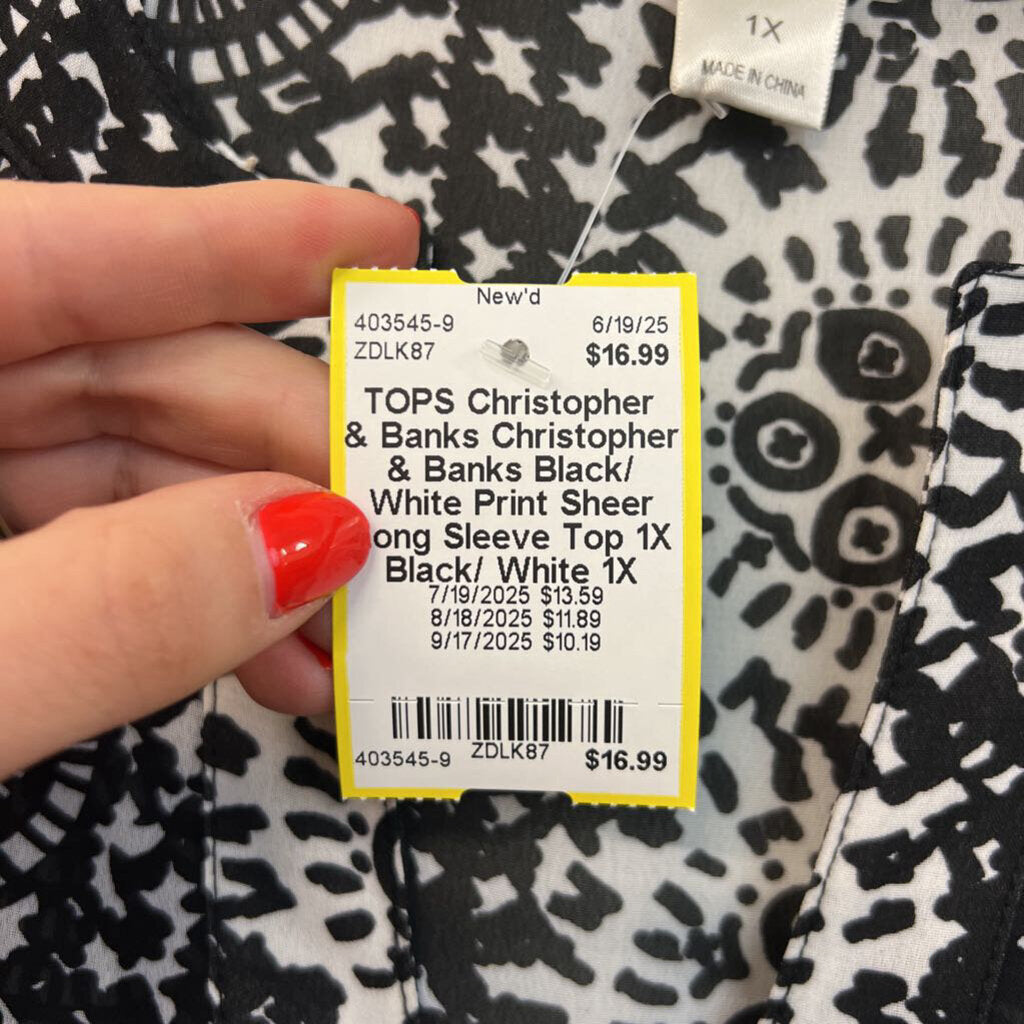 1X
MADE IN CHINA
New'd
403545-9 6/19/25
ZDLK87 $16.99
TOPS Christopher
& Banks Christopher
& Banks Black/
White Print Sheer
ong Sleeve Top 1X
Black/ White 1X
7/19/2025 $13.59
8/18/2025 $11.89
9/17/2025 $10.19
403545-9 ZDLK87 $16.99